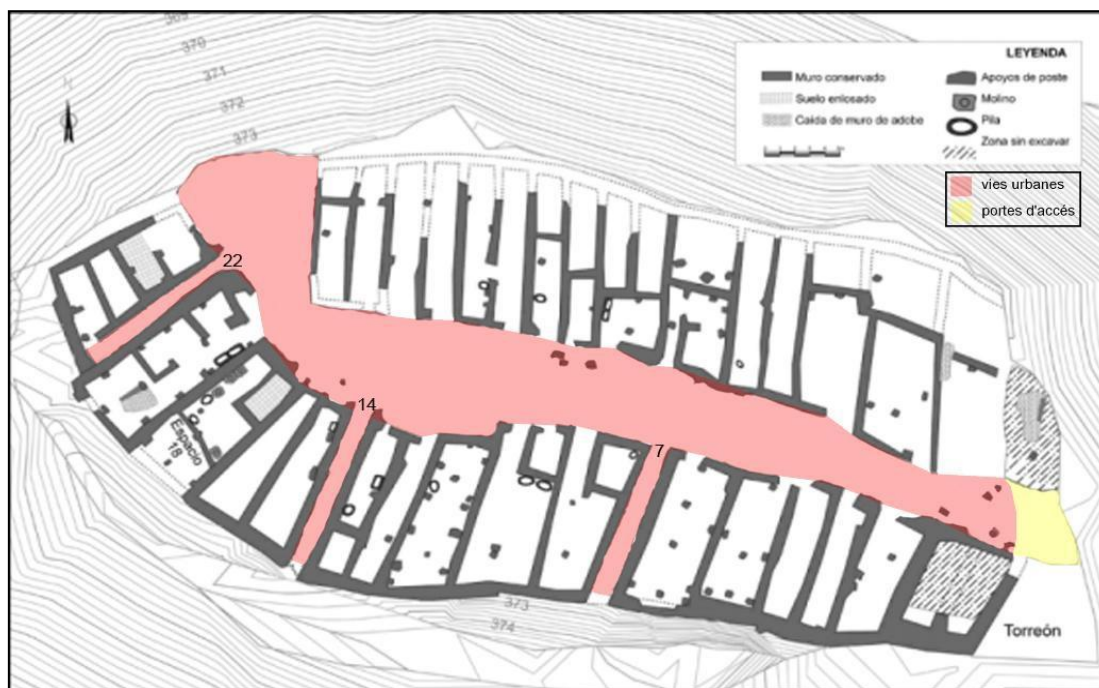 369
370
371
372
373
N
LEYENDA
Muro conservado
Apoyos de poste
Suelo enlosado
Molino
Caída de muro de adobe
Pila
Zona sin excavar
vies urbanes
portes d'accés
22
14
7
Espacio
18
373
374
Torreón